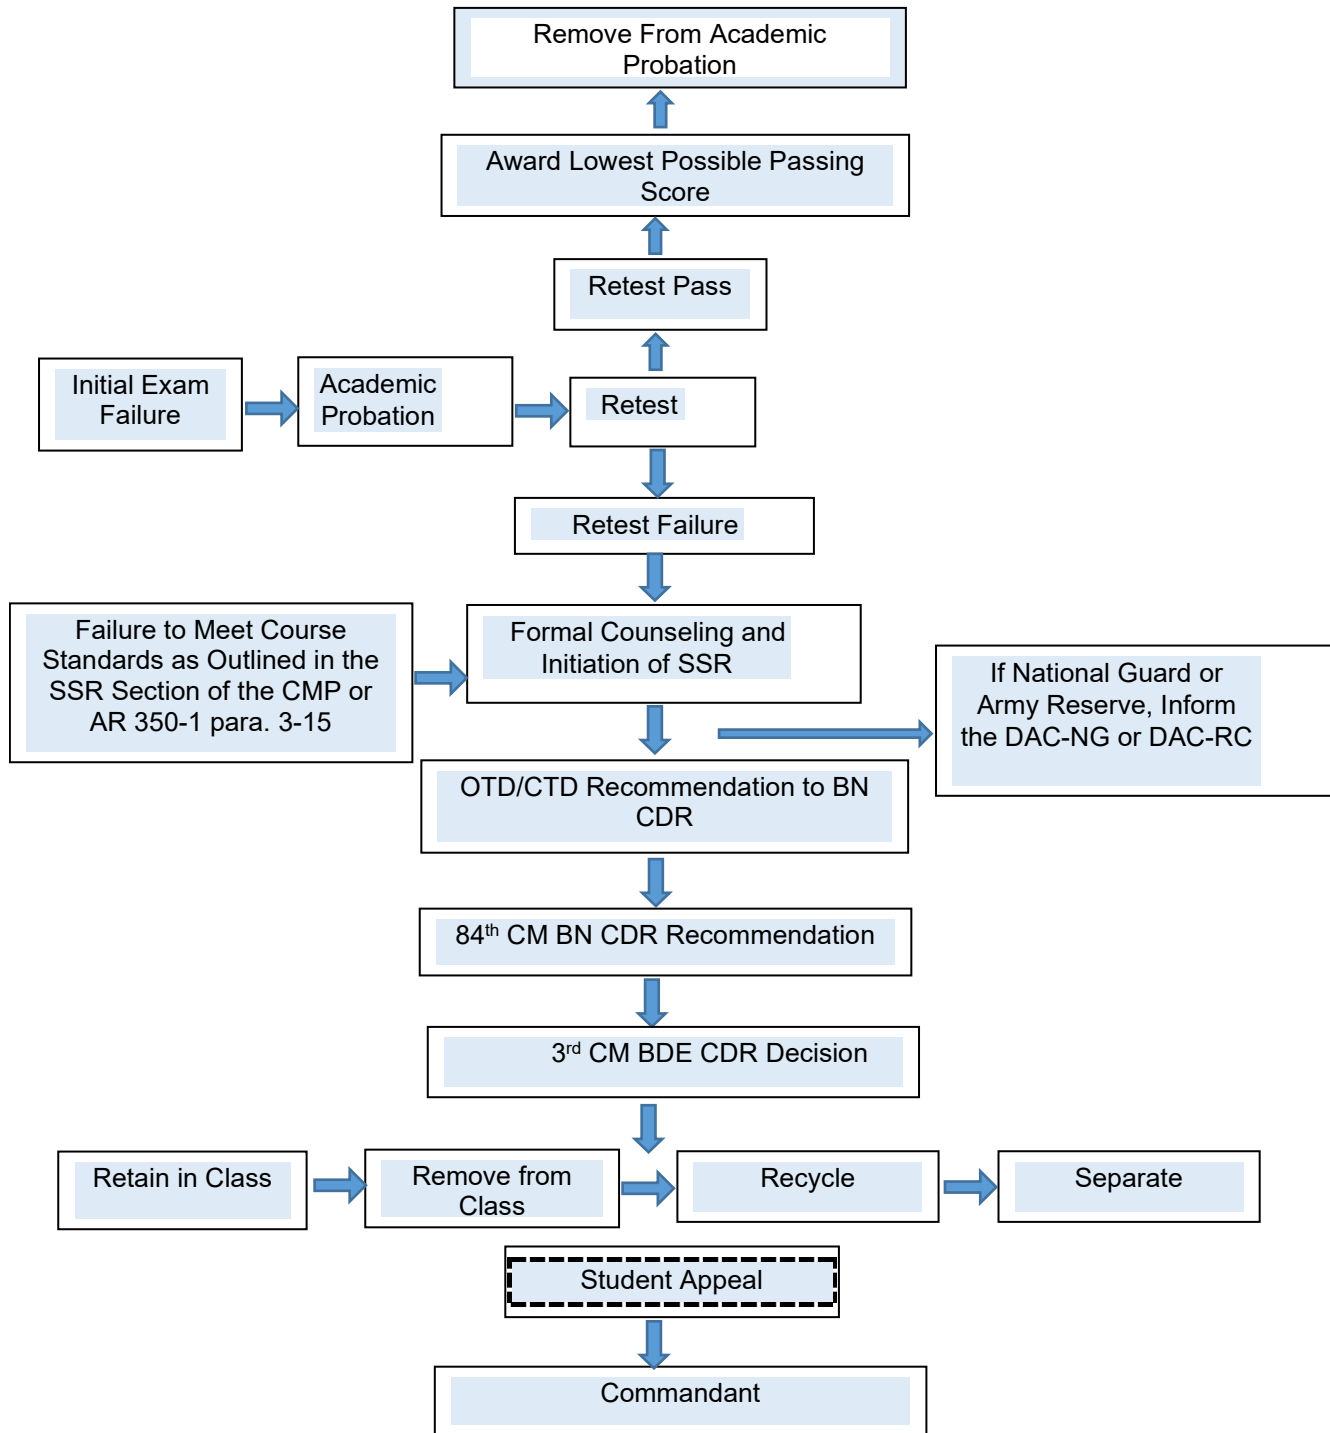 Remove From Academic
Probation
Award Lowest Possible Passing
Score
Retest Pass
Initial Exam
Failure
Academic
Probation
Retest
Retest Failure
Failure to Meet Course
Standards as Outlined in the
SSR Section of the CMP or
AR 350-1 para. 3-15
Formal Counseling and
Initiation of SSR
If National Guard or
Army Reserve, Inform
the DAC-NG or DAC-RC
OTD/CTD Recommendation to BN
CDR
84th CM BN CDR Recommendation
3rd CM BDE CDR Decision
Retain in Class
Remove from
Class
Recycle
Separate
Student Appeal
Commandant